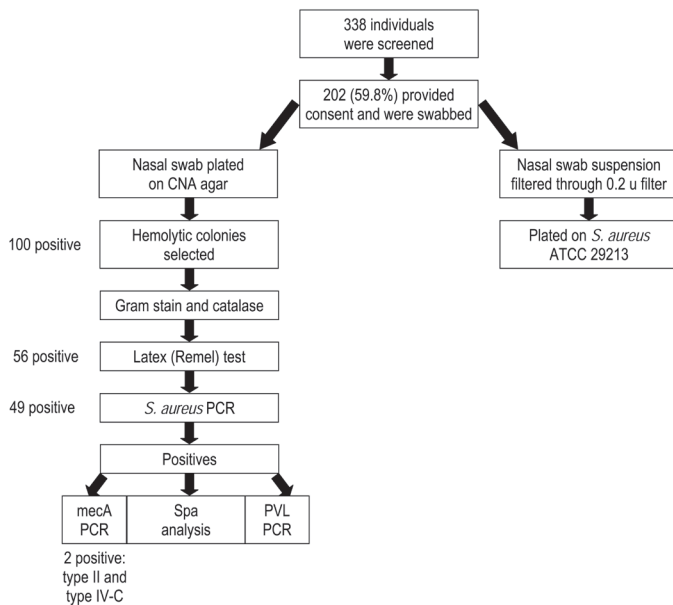 338 individuals
were screened
202 (59.8%) provided
consent and were swabbed
Nasal swab plated
on CNA agar
Nasal swab suspension
filtered through 0.2 u filter
100 positive
Hemolytic colonies
selected
Plated on S. aureus
ATCC 29213
Gram stain and catalase
56 positive
Latex (Remel) test
49 positive
S. aureus PCR
Positives
mecA
PCR
Spa
analysis
PVL
PCR
2 positive:
type II and
type IV-C